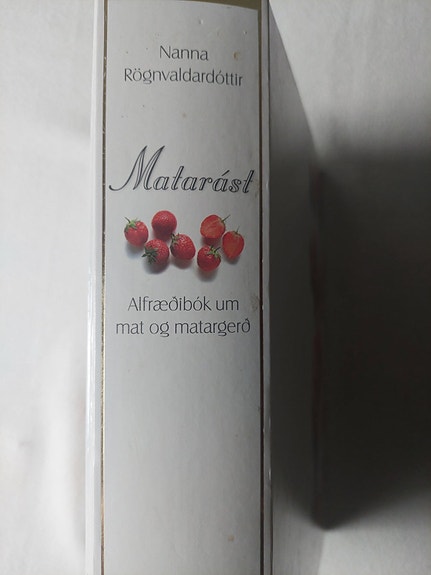 Nanna
Rögnvaldardóttir
Matarást
Alfræðibók um
mat og matargerð